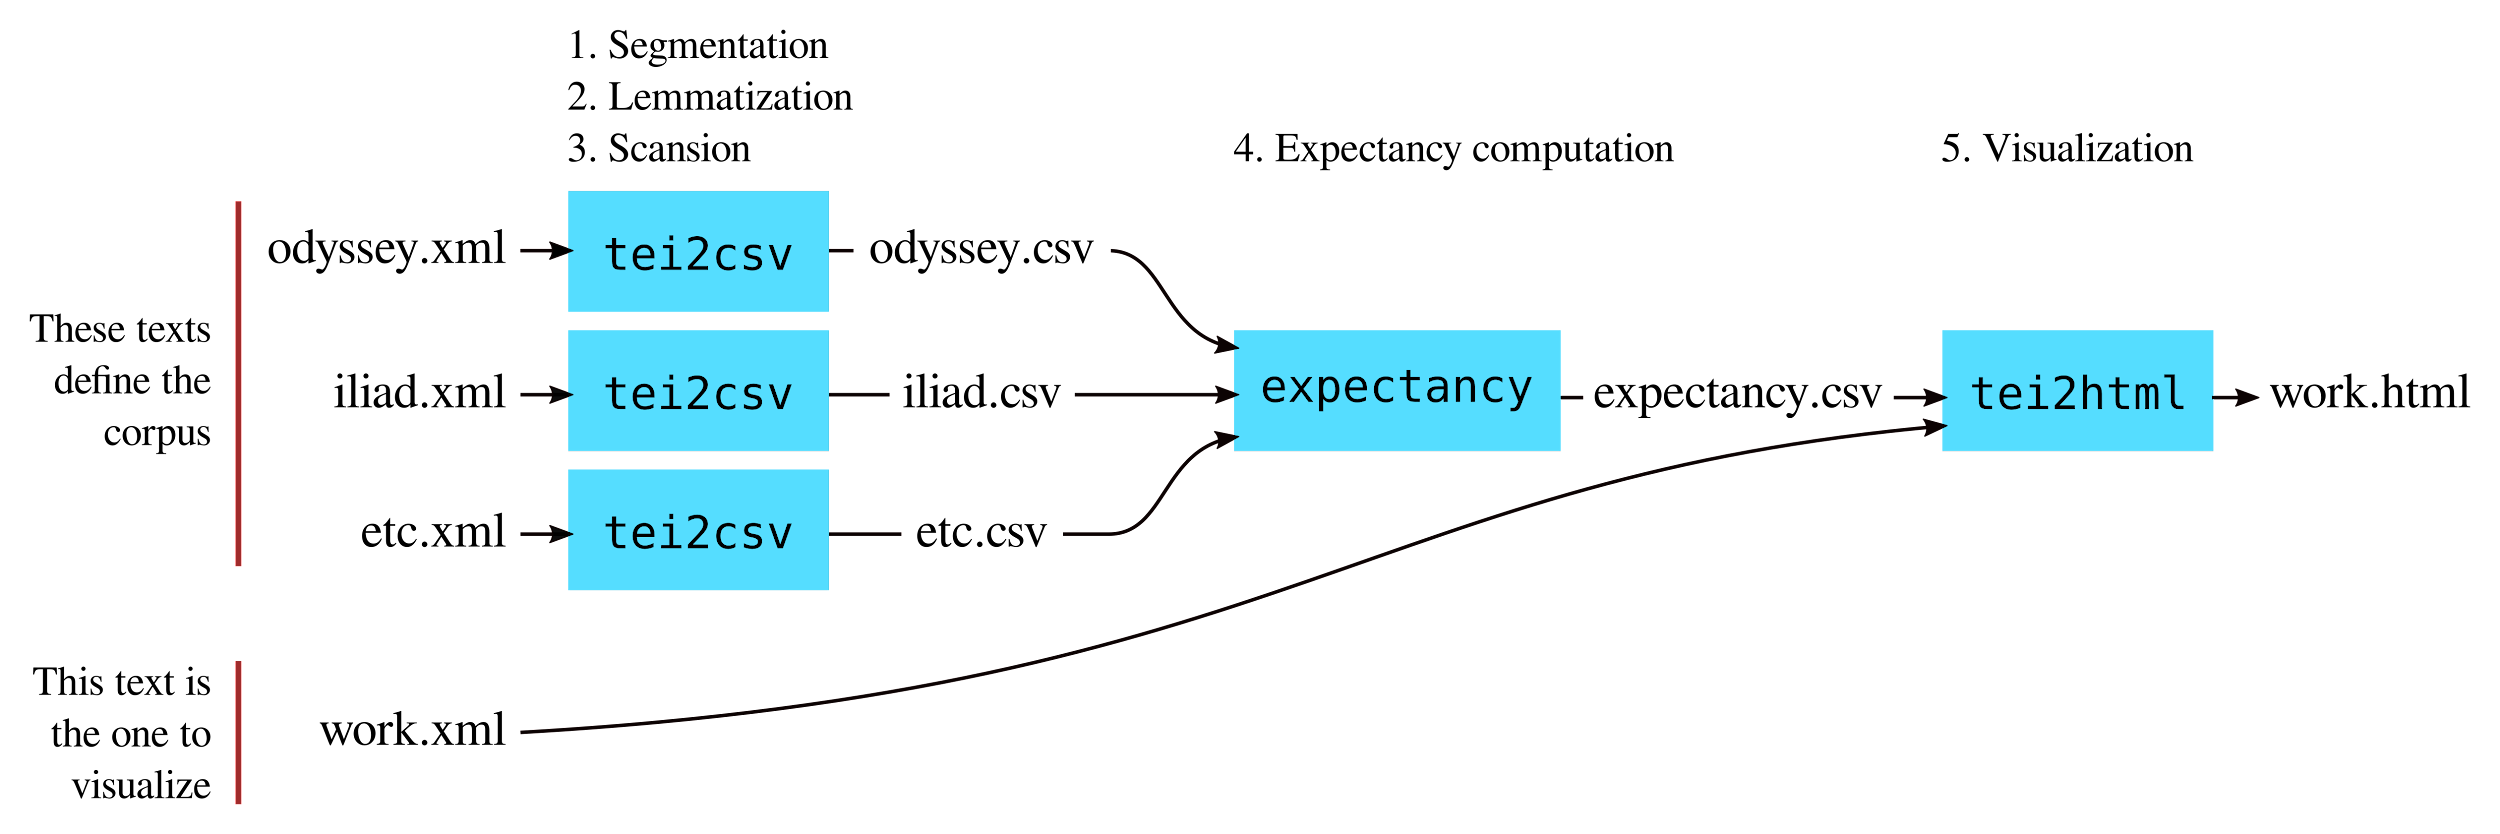 1. Segmentation
2. Lemmatization
3. Scansion
4. Expectancy computation
5. Visualization
These texts
define the
corpus
odyssey.xml
tei2csv
odyssey.csv
iliad.xml
tei2csv
iliad.csv
etc.xml
tei2csv
etc.csv
expectancy
expectancy.csv
tei2html
work.html
This text is
the one to
visualize
work.xml